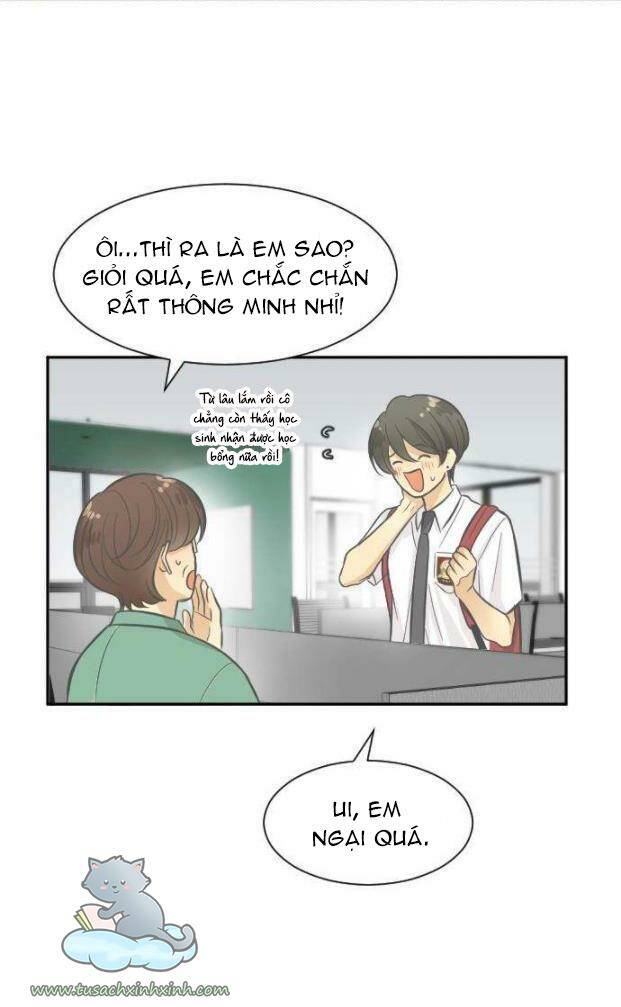 ÔI...THÌ RA LÀ EM SAO?
GIỎI QUÁ, EM CHẮC CHẮN
RẤT THÔNG MINH NHỈ!
Từ lâu lắm rồi cô
chẳng còn thấy học
sinh nhận được học
bổng nữa rồi!
UI, EM
NGẠI QUÁ.
www.tusachxinhxinh.com